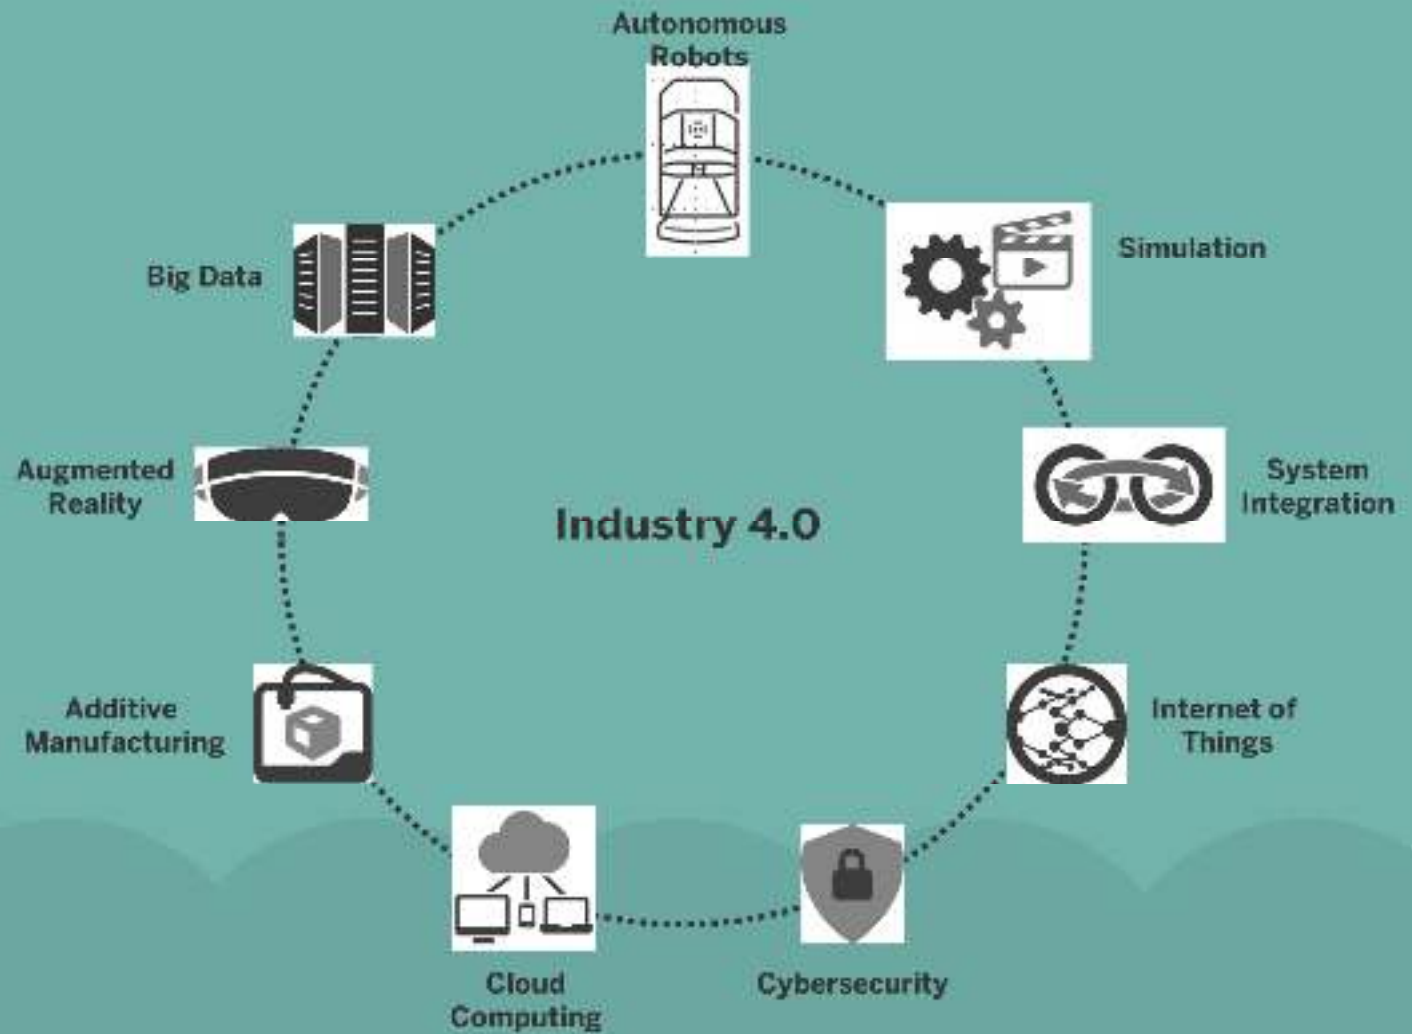 Autonomous
Robots
Simulation
Big Data
System
Integration
Augmented
Reality
Industry 4.0
Internet of
Things
Additive
Manufacturing
Cybersecurity
Cloud
Computing